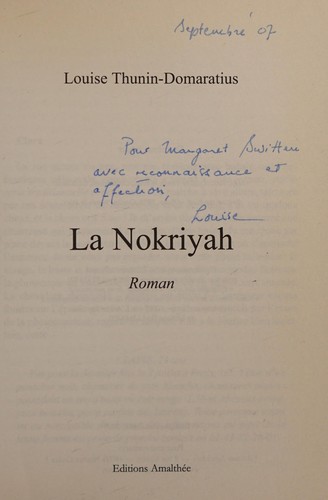 Septembre 07
Louise Thunin-Domaratius
Pour Margaret Switten
avec reconnaissance et
affection,
Louise
La Nokriyah
Roman
Editions Amalthée